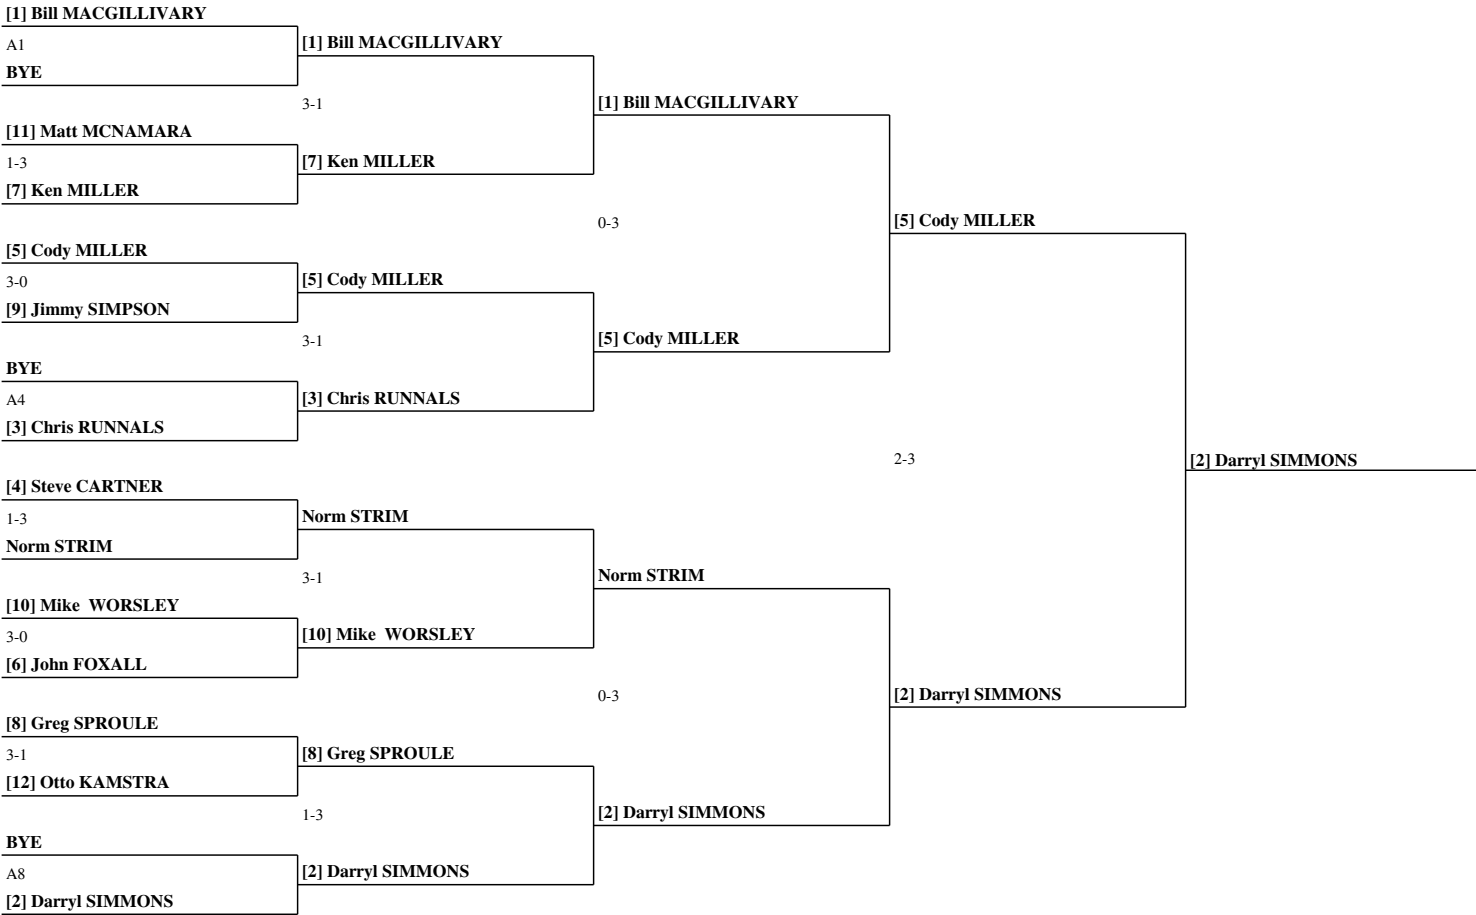 [1] Bill MACGILLIVARY
A1
BYE
[1] Bill MACGILLIVARY
3-1
[11] Matt MCNAMARA
1-3
[7] Ken MILLER
[7] Ken MILLER
[1] Bill MACGILLIVARY
0-3
[5] Cody MILLER
3-0
[9] Jimmy SIMPSON
[5] Cody MILLER
3-1
BYE
A4
[3] Chris RUNNALS
[3] Chris RUNNALS
[5] Cody MILLER
[5] Cody MILLER
2-3
[4] Steve CARTNER
1-3
Norm STRIM
Norm STRIM
3-1
[10] Mike  WORSLEY
3-0
[6] John FOXALL
[10] Mike  WORSLEY
Norm STRIM
0-3
[8] Greg SPROULE
3-1
[12] Otto KAMSTRA
[8] Greg SPROULE
1-3
BYE
A8
[2] Darryl SIMMONS
[2] Darryl SIMMONS
[2] Darryl SIMMONS
[2] Darryl SIMMONS
[2] Darryl SIMMONS